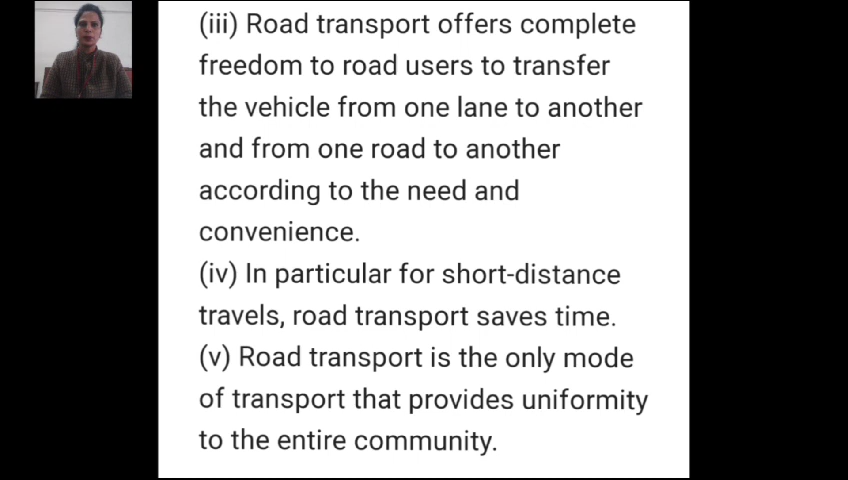 (iii) Road transport offers complete
freedom to road users to transfer
the vehicle from one lane to another
and from one road to another
according to the need and
convenience.
(iv) In particular for short-distance
travels, road transport saves time.
(v) Road transport is the only mode
of transport that provides uniformity
to the entire community.